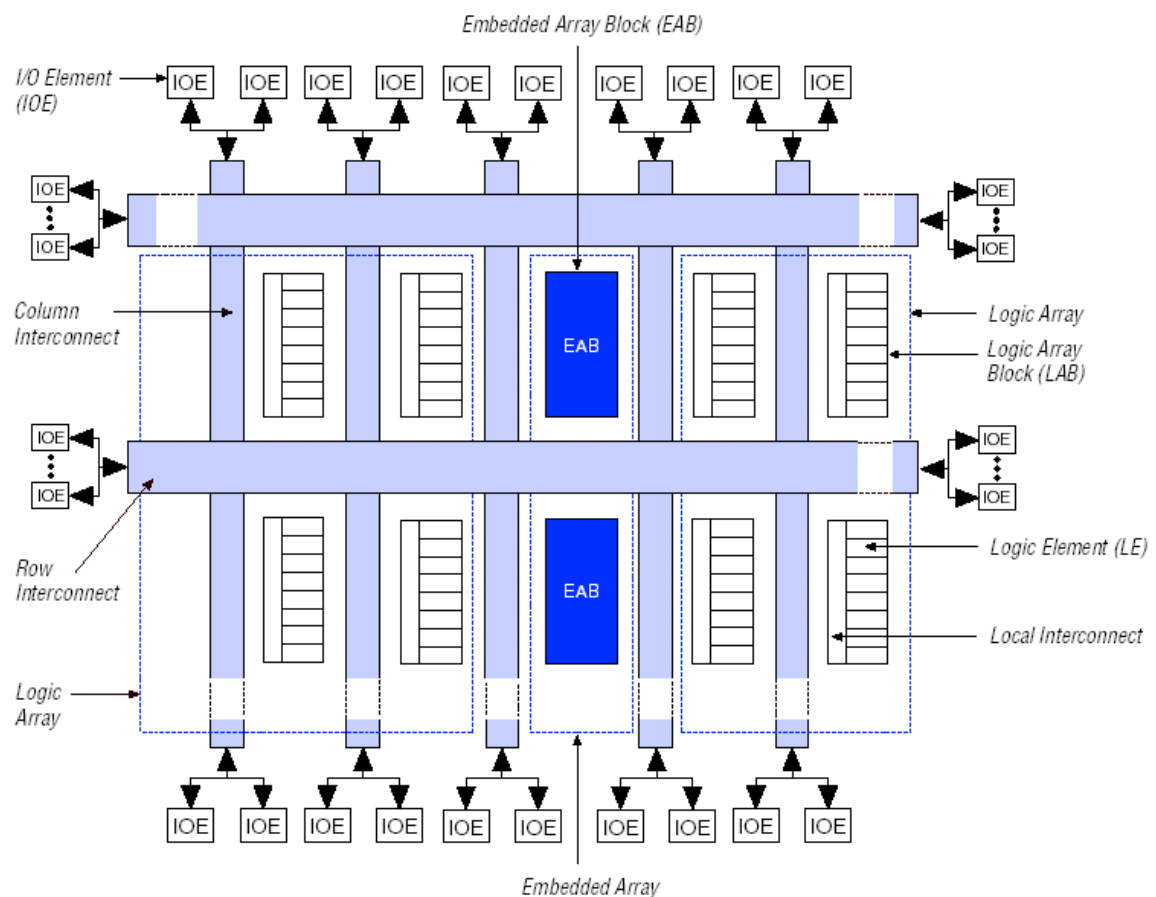 Embedded Array Block (EAB)
I/O Element
(IOE)
IOE IOE IOE IOE IOE IOE IOE IOE IOE IOE
IOE
IOE
IOE
IOE
Column
Interconnect
EAB
Logic Array
Logic Array
Block (LAB)
IOE
IOE
IOE
IOE
Row
Interconnect
EAB
Logic Element (LE)
Local Interconnect
Logic
Array
IOE IOE IOE IOE IOE IOE IOE IOE IOE IOE
Embedded Array